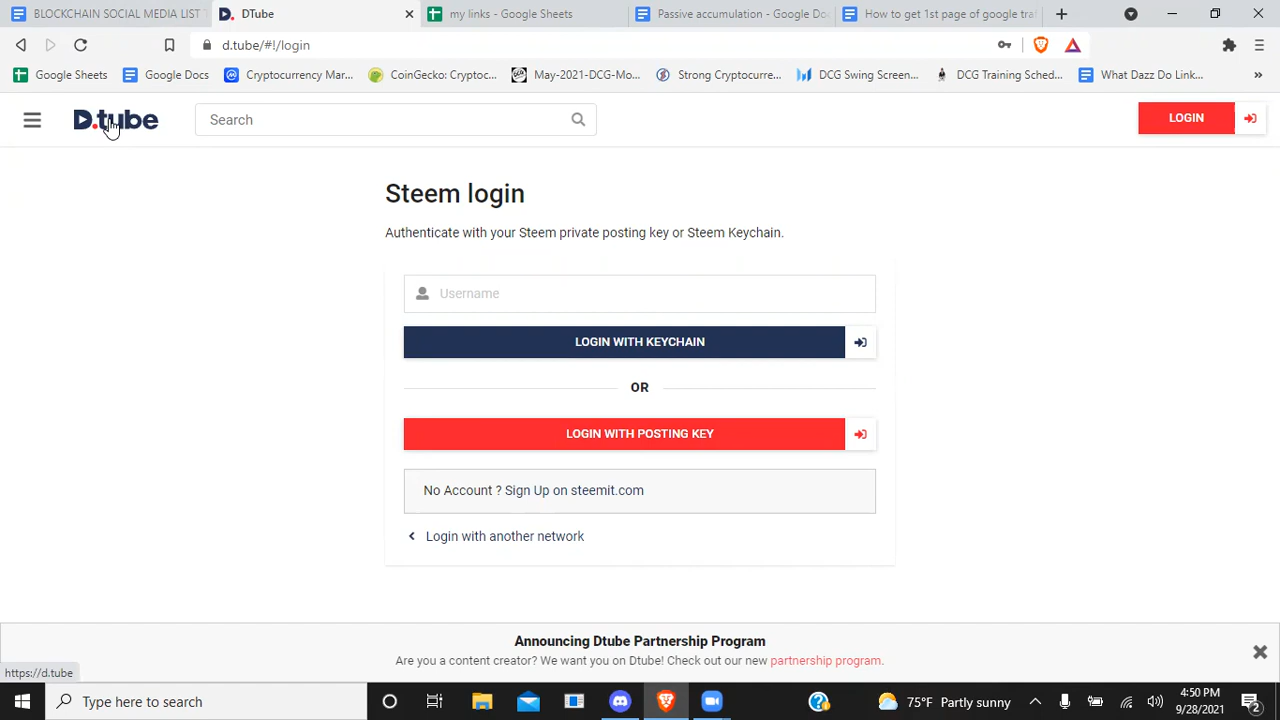 BLOCKCHAIN SOCIAL MEDIA LIST T
DTube
my links - Google Sheets
Passive accumulation - Google Doc
How to get 1st page of google traf
d.tube/#!/login
Google Sheets
Google Docs
Cryptocurrency Mar...
CoinGecko: Cryptoc...
May-2021-DCG-Mo...
Strong Cryptocurre...
DCG Swing Screen...
DCG Training Sched...
What Dazz Do Link...
D.tube
Search
LOGIN
Steem login
Authenticate with your Steem private posting key or Steem Keychain.
Username
LOGIN WITH KEYCHAIN
OR
LOGIN WITH POSTING KEY
No Account ? Sign Up on steemit.com
Login with another network
Announcing Dtube Partnership Program
Are you a content creator? We want you on Dtube! Check out our new partnership program.
https://d.tube
Type here to search
75°F Partly sunny
4:50 PM
9/28/2021
2